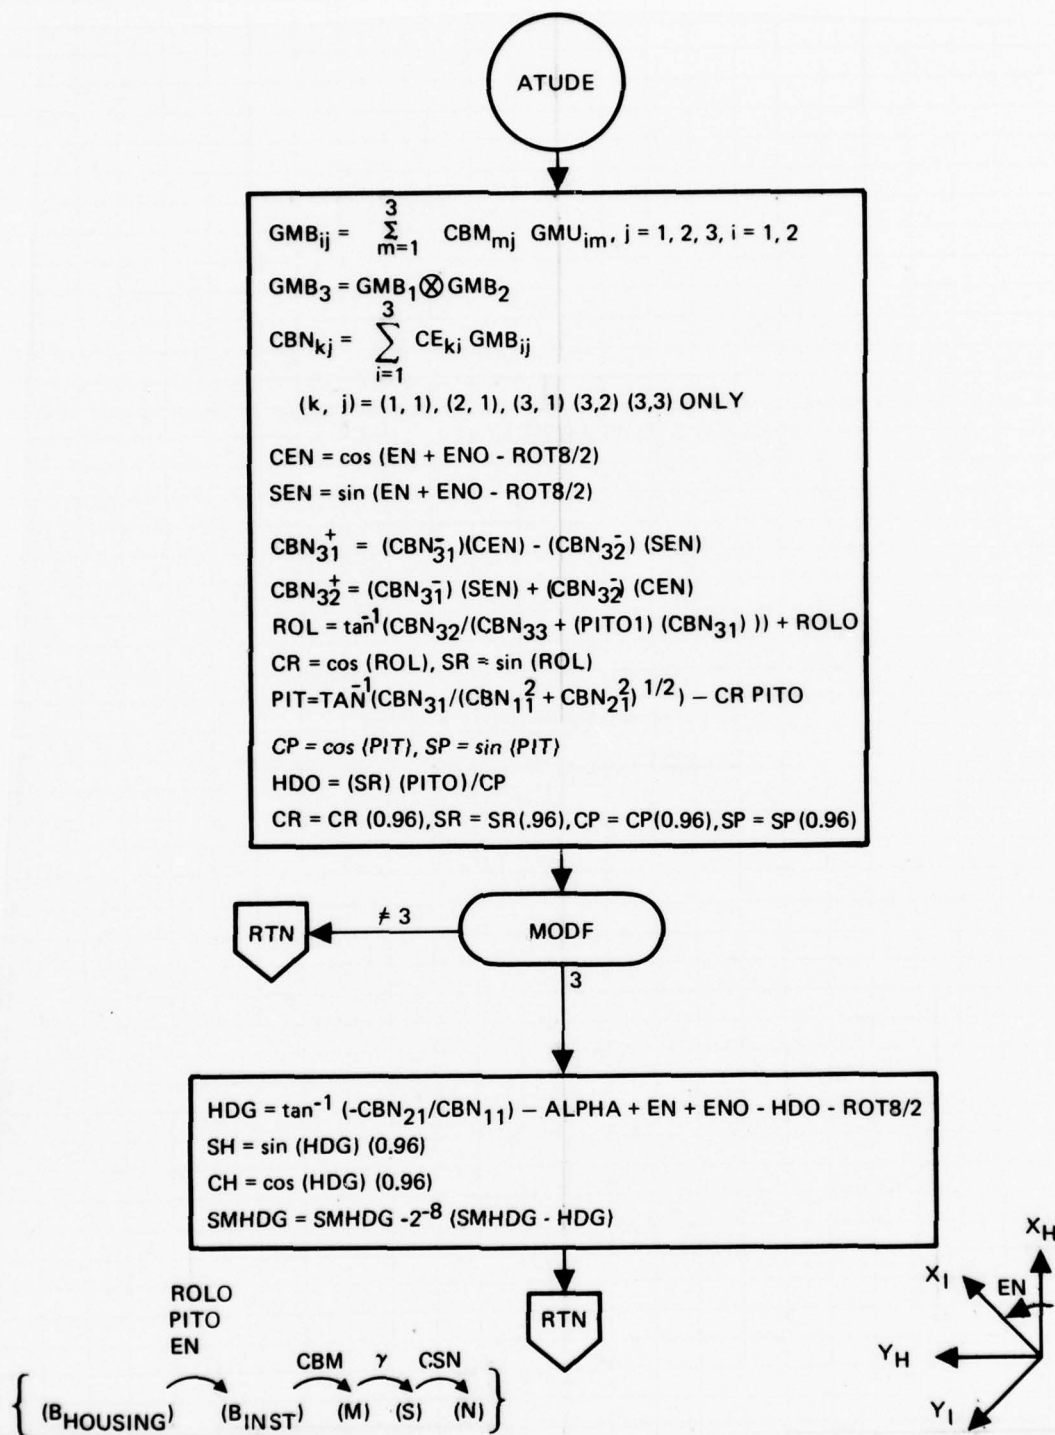 ATUDE
GMB_ij = Σ_{m=1}^{3} CBM_mj GMU_im, j = 1, 2, 3, i = 1, 2
GMB_3 = GMB_1 ⊗ GMB_2
CBN_kj = Σ_{i=1}^{3} CE_ki GMB_ij
(k, j) = (1, 1), (2, 1), (3, 1) (3,2) (3,3) ONLY
CEN = cos (EN + ENO - ROT8/2)
SEN = sin (EN + ENO - ROT8/2)
CBN_31^+ = (CBN_31^-)(CEN) - (CBN_32^-) (SEN)
CBN_32^+ = (CBN_31^-) (SEN) + (CBN_32^-) (CEN)
ROL = tan^-1(CBN_32/(CBN_33 + (PITO1) (CBN_31) )) + ROLO
CR = cos (ROL), SR = sin (ROL)
PIT=TAN^-1(CBN_31/(CBN_11^2 + CBN_21^2) ^1/2) – CR PITO
CP = cos (PIT), SP = sin (PIT)
HDO = (SR) (PITO)/CP
CR = CR (0.96), SR = SR(.96), CP = CP(0.96), SP = SP(0.96)
RTN
≠ 3
MODF
3
HDG = tan^-1 (-CBN_21/CBN_11) – ALPHA + EN + ENO - HDO - ROT8/2
SH = sin (HDG) (0.96)
CH = cos (HDG) (0.96)
SMHDG = SMHDG -2^-8 (SMHDG - HDG)
RTN
ROLO
PITO
EN
CBM γ CSN
{ (B_HOUSING) (B_INST) (M) (S) (N) }
X_H
X_I
EN
Y_H
Y_I